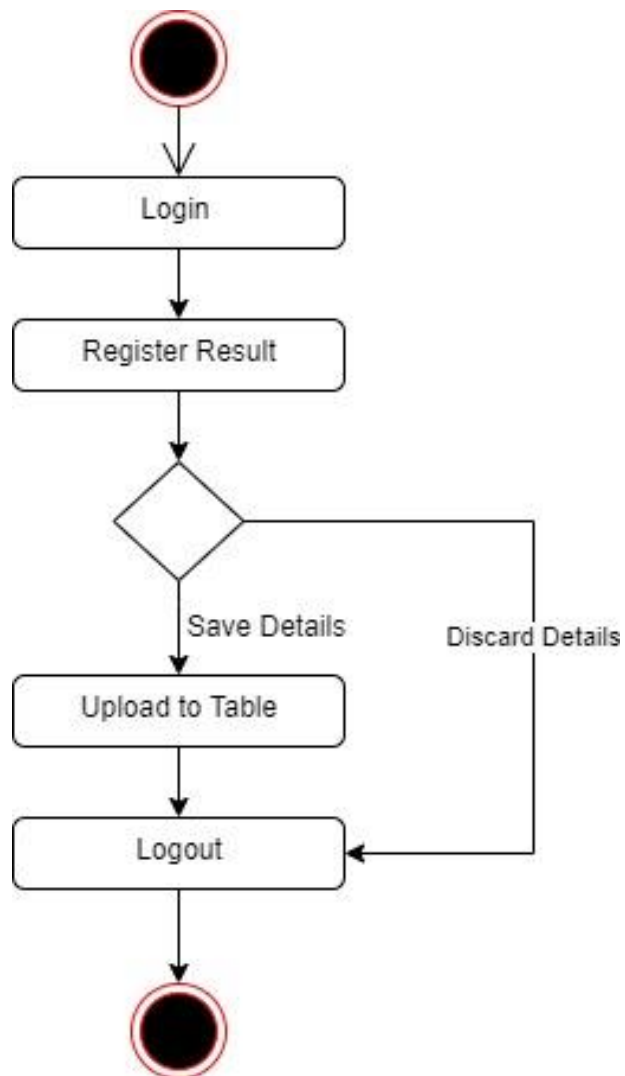 Login
Register Result
Save Details
Discard Details
Upload to Table
Logout